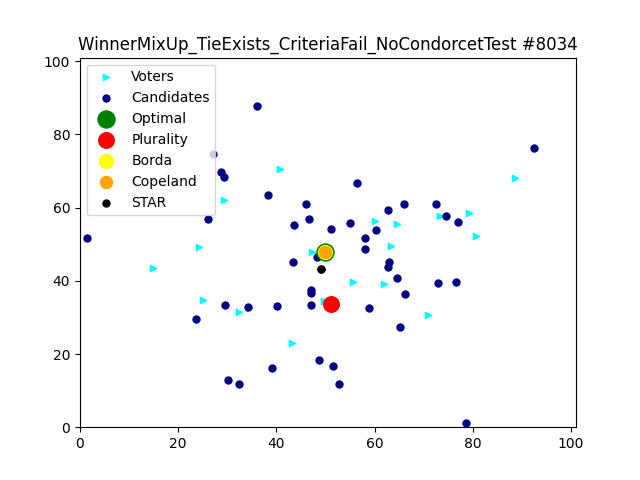 WinnerMixUp_TieExists_CriteriaFail_NoCondorcetTest #8034
100
80
60
40
20
0
0
20
40
60
80
100
Voters
Candidates
Optimal
Plurality
Borda
Copeland
STAR